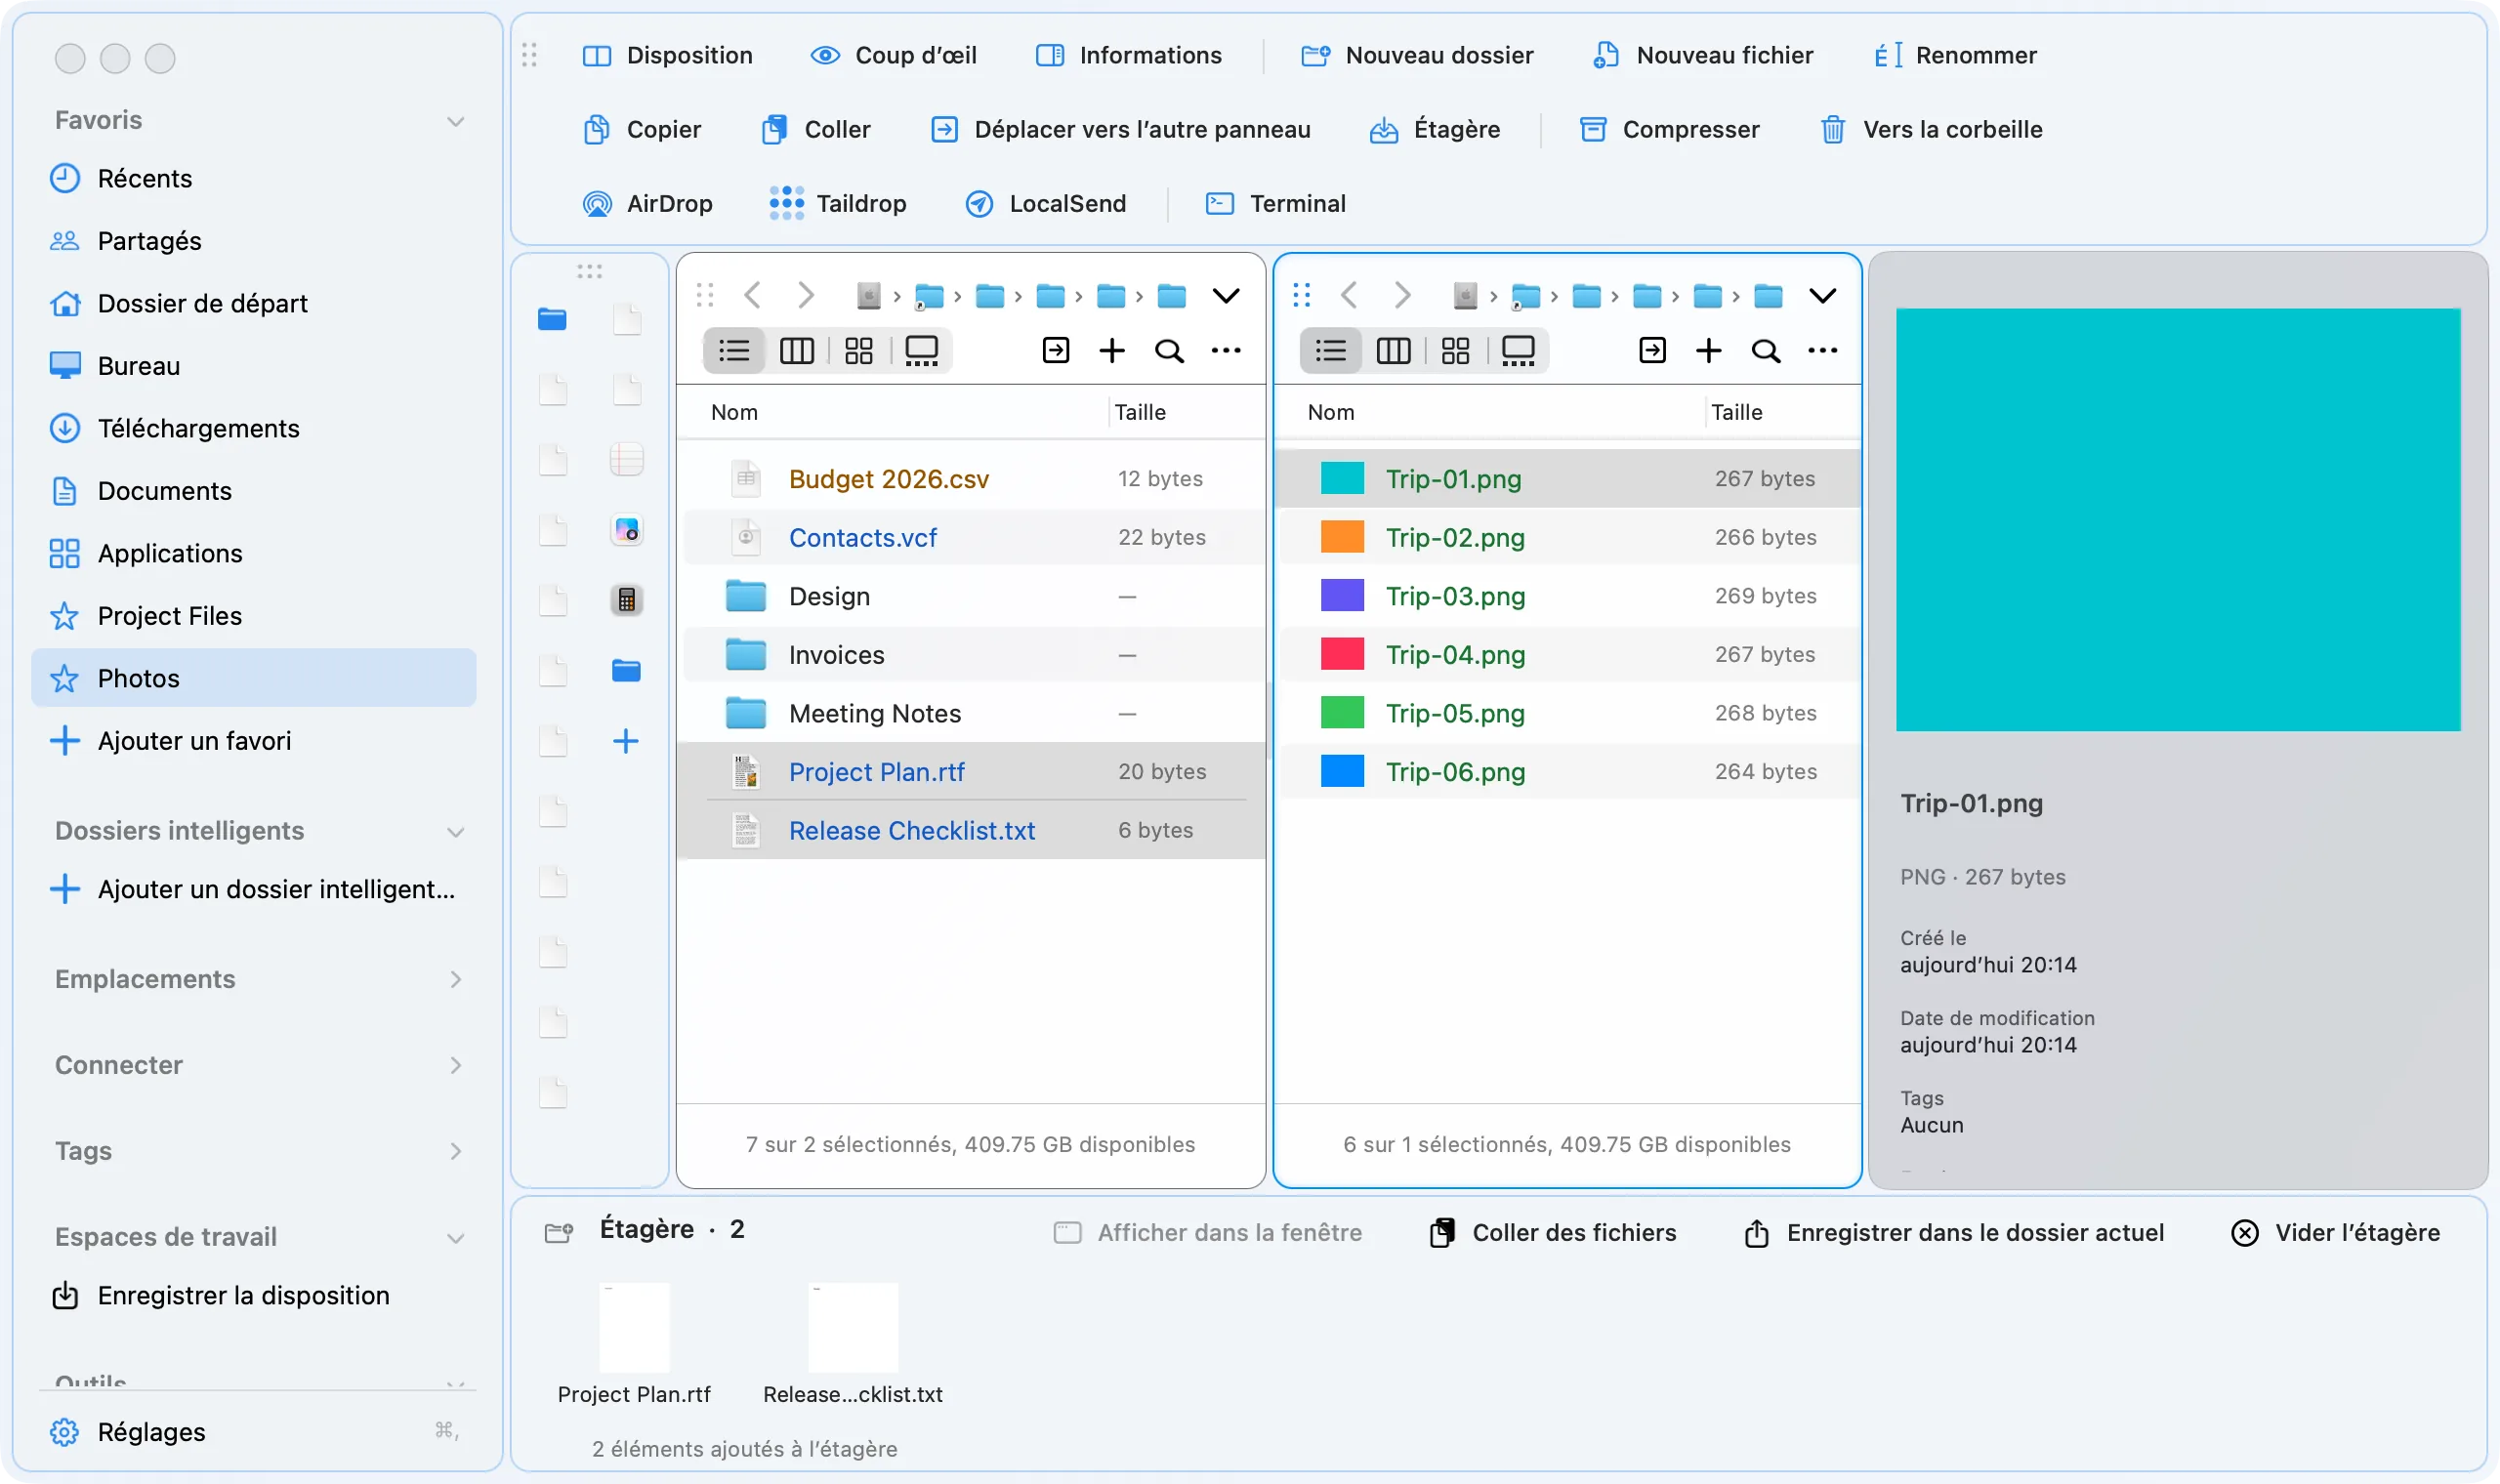 Favoris
Récents
Partagés
Dossier de départ
Bureau
Téléchargements
Documents
Applications
Project Files
Photos
Ajouter un favori
Dossiers intelligents
Ajouter un dossier intelligent...
Emplacements
Connecter
Tags
Espaces de travail
Enregistrer la disposition
Outils
Réglages ⌘,
Disposition Coup d’œil Informations Nouveau dossier Nouveau fichier Renommer
Copier Coller Déplacer vers l’autre panneau Étagère Compresser Vers la corbeille
AirDrop Taildrop LocalSend Terminal
Nom Taille
Budget 2026.csv 12 bytes
Contacts.vcf 22 bytes
Design —
Invoices —
Meeting Notes —
Project Plan.rtf 20 bytes
Release Checklist.txt 6 bytes
7 sur 2 sélectionnés, 409.75 GB disponibles
Nom Taille
Trip-01.png 267 bytes
Trip-02.png 266 bytes
Trip-03.png 269 bytes
Trip-04.png 267 bytes
Trip-05.png 268 bytes
Trip-06.png 264 bytes
6 sur 1 sélectionnés, 409.75 GB disponibles
Trip-01.png
PNG · 267 bytes
Créé le
aujourd’hui 20:14
Date de modification
aujourd’hui 20:14
Tags
Aucun
Étagère · 2 Afficher dans la fenêtre Coller des fichiers Enregistrer dans le dossier actuel Vider l’étagère
Project Plan.rtf Release...cklist.txt
2 éléments ajoutés à l’étagère